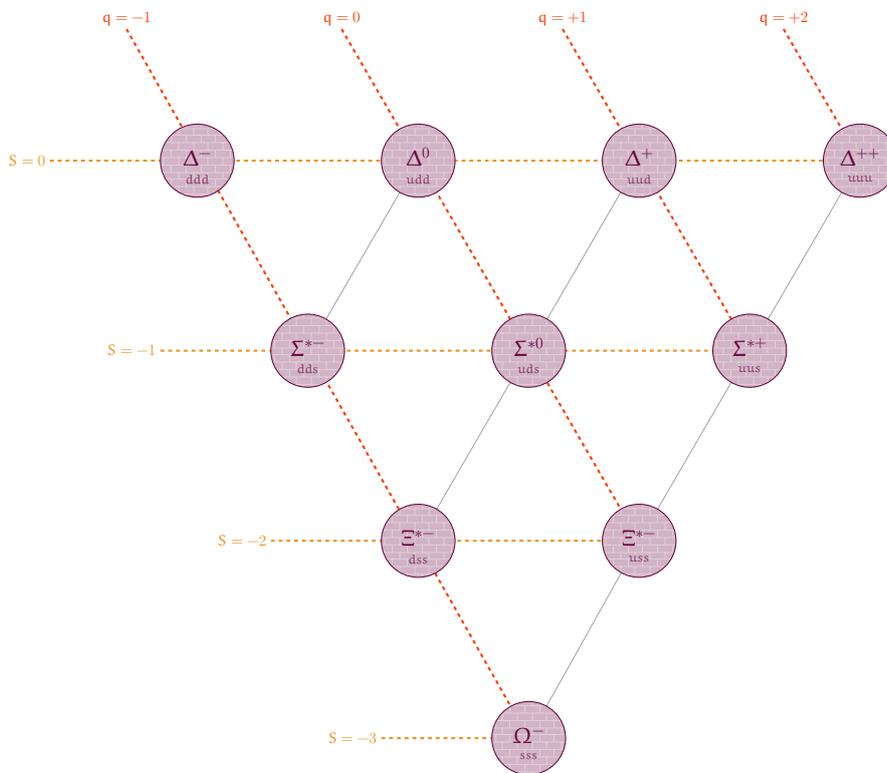 q = −1 q = 0 q = +1 q = +2
S = 0 Δ⁻ Δ⁰ Δ⁺ Δ⁺⁺
ddd udd uud uuu
S = −1 Σ*⁻ Σ*⁰ Σ*⁺
dds uds uus
S = −2 Ξ*⁻ Ξ*⁻
dss uss
S = −3 Ω⁻
sss